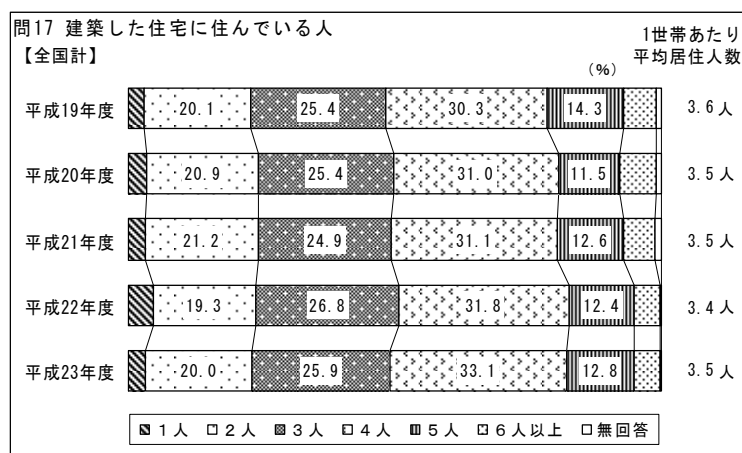 問17 建築した住宅に住んでいる人
【全国計】
1世帯あたり
平均居住人数
(%)
平成19年度 20.1 25.4 30.3 14.3 3.6人
平成20年度 20.9 25.4 31.0 11.5 3.5人
平成21年度 21.2 24.9 31.1 12.6 3.5人
平成22年度 19.3 26.8 31.8 12.4 3.4人
平成23年度 20.0 25.9 33.1 12.8 3.5人
1人 2人 3人 4人 5人 6人以上 無回答